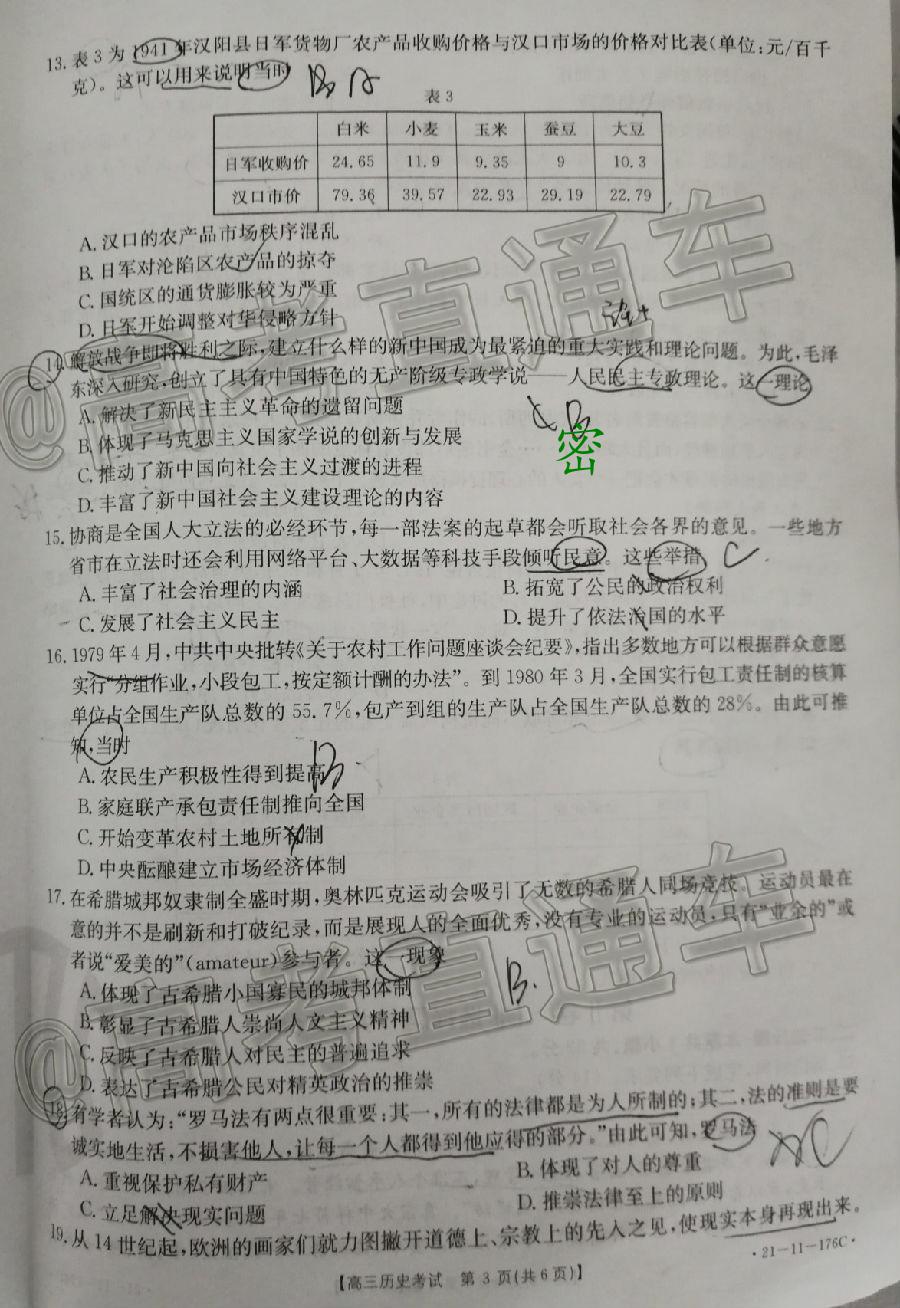 13. 表3为1941年汉阳县日军货物厂农产品收购价格与汉口市场的价格对比表(单位:元/百千
克)。这可以用来说明当时
B A
表3
白米 小麦 玉米 蚕豆 大豆
日军收购价 24.65 11.9 9.35 9 10.3
汉口市价 79.36 39.57 22.93 29.19 22.79
A. 汉口的农产品市场秩序混乱
B. 日军对沦陷区农产品的掠夺
C. 国统区的通货膨胀较为严重
D. 日军开始调整对华侵略方针
14. 解放战争即将胜利之际,建立什么样的新中国成为最紧迫的重大实践和理论问题。为此,毛泽
东深入研究,创立了具有中国特色的无产阶级专政学说——人民民主专政理论。这一理论
A. 解决了新民主主义革命的遗留问题
B. 体现了马克思主义国家学说的创新与发展
B
密
C. 推动了新中国向社会主义过渡的进程
D. 丰富了新中国社会主义建设理论的内容
15. 协商是全国人大立法的必经环节,每一部法案的起草都会听取社会各界的意见。一些地方
省市在立法时还会利用网络平台、大数据等科技手段倾听民意。这些举措 C
A. 丰富了社会治理的内涵 B. 拓宽了公民的政治权利
C. 发展了社会主义民主 D. 提升了依法治国的水平
16. 1979年4月,中共中央批转《关于农村工作问题座谈会纪要》,指出多数地方可以根据群众意愿
实行“分组作业,小段包工,按定额计酬的办法”。到1980年3月,全国实行包工责任制的核算
单位占全国生产队总数的55.7%,包产到组的生产队占全国生产队总数的28%。由此可推
知,当时
B
A. 农民生产积极性得到提高
B. 家庭联产承包责任制推向全国
C. 开始变革农村土地所有制
D. 中央酝酿建立市场经济体制
17. 在希腊城邦奴隶制全盛时期,奥林匹克运动会吸引了无数的希腊人同场竞技。运动员最在
意的并不是刷新和打破纪录,而是展现人的全面优秀,没有专业的运动员,只有“业余的”或
者说“爱美的”(amateur)参与者。这一现象
B.
A. 体现了古希腊小国寡民的城邦体制
B. 彰显了古希腊人崇尚人文主义精神
C. 反映了古希腊人对民主的普遍追求
D. 表达了古希腊公民对精英政治的推崇
18. 有学者认为:“罗马法有两点很重要:其一,所有的法律都是为人所制的;其二,法的准则是要
诚实地生活,不损害他人,让每一个人都得到他应得的部分。”由此可知,罗马法
C
A. 重视保护私有财产 B. 体现了对人的尊重
C. 立足解决现实问题 D. 推崇法律至上的原则
19. 从14世纪起,欧洲的画家们就力图撇开道德上、宗教上的先入之见,使现实本身再现出来。
【高三历史考试 第3页(共6页)】
·21-11-176C·
@高考直通车
@高考直通车